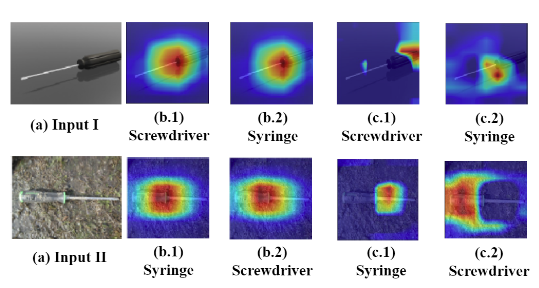 (a) Input I
(b.1)
Screwdriver
(b.2)
Syringe
(c.1)
Screwdriver
(c.2)
Syringe
(a) Input II
(b.1)
Syringe
(b.2)
Screwdriver
(c.1)
Syringe
(c.2)
Screwdriver